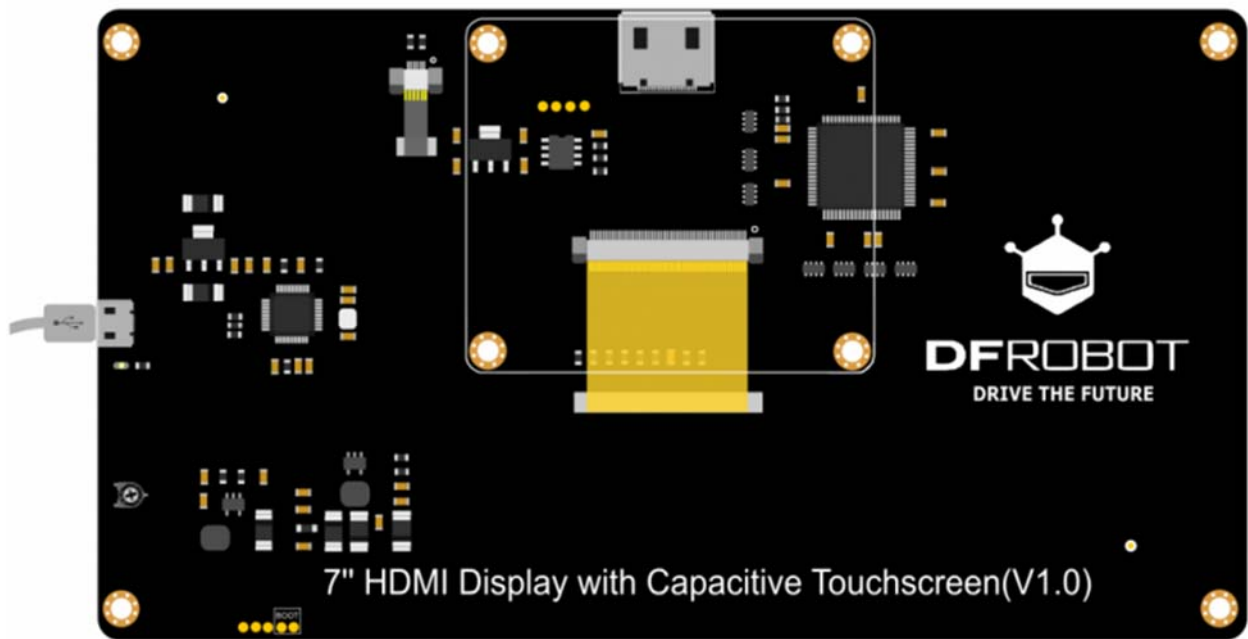 DFROBOT
DRIVE THE FUTURE
7" HDMI Display with Capacitive Touchscreen(V1.0)
BOOT